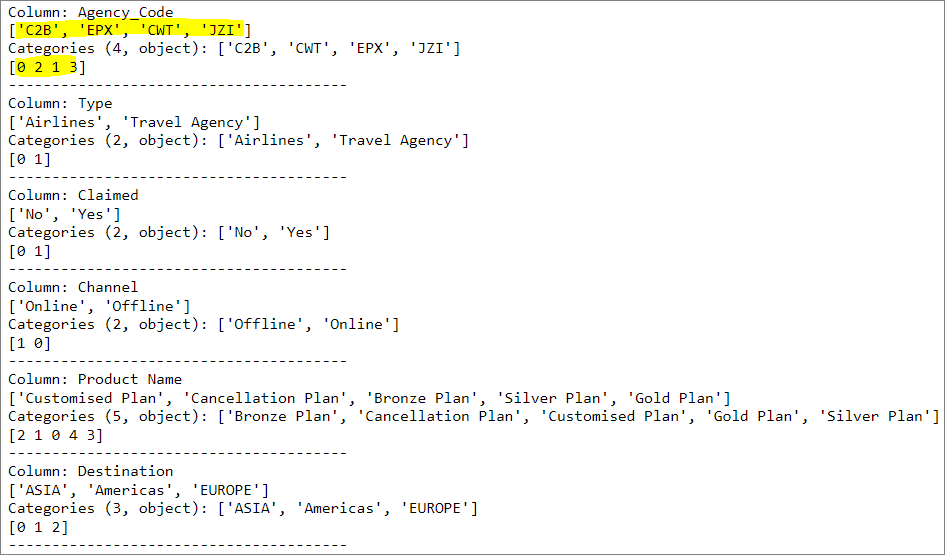 Column: Agency_Code
['C2B', 'EPX', 'CWT', 'JZI']
Categories (4, object): ['C2B', 'CWT', 'EPX', 'JZI']
[0 2 1 3]
---------------------------------------
Column: Type
['Airlines', 'Travel Agency']
Categories (2, object): ['Airlines', 'Travel Agency']
[0 1]
---------------------------------------
Column: Claimed
['No', 'Yes']
Categories (2, object): ['No', 'Yes']
[0 1]
---------------------------------------
Column: Channel
['Online', 'Offline']
Categories (2, object): ['Offline', 'Online']
[1 0]
---------------------------------------
Column: Product Name
['Customised Plan', 'Cancellation Plan', 'Bronze Plan', 'Silver Plan', 'Gold Plan']
Categories (5, object): ['Bronze Plan', 'Cancellation Plan', 'Customised Plan', 'Gold Plan', 'Silver Plan']
[2 1 0 4 3]
---------------------------------------
Column: Destination
['ASIA', 'Americas', 'EUROPE']
Categories (3, object): ['ASIA', 'Americas', 'EUROPE']
[0 1 2]
---------------------------------------